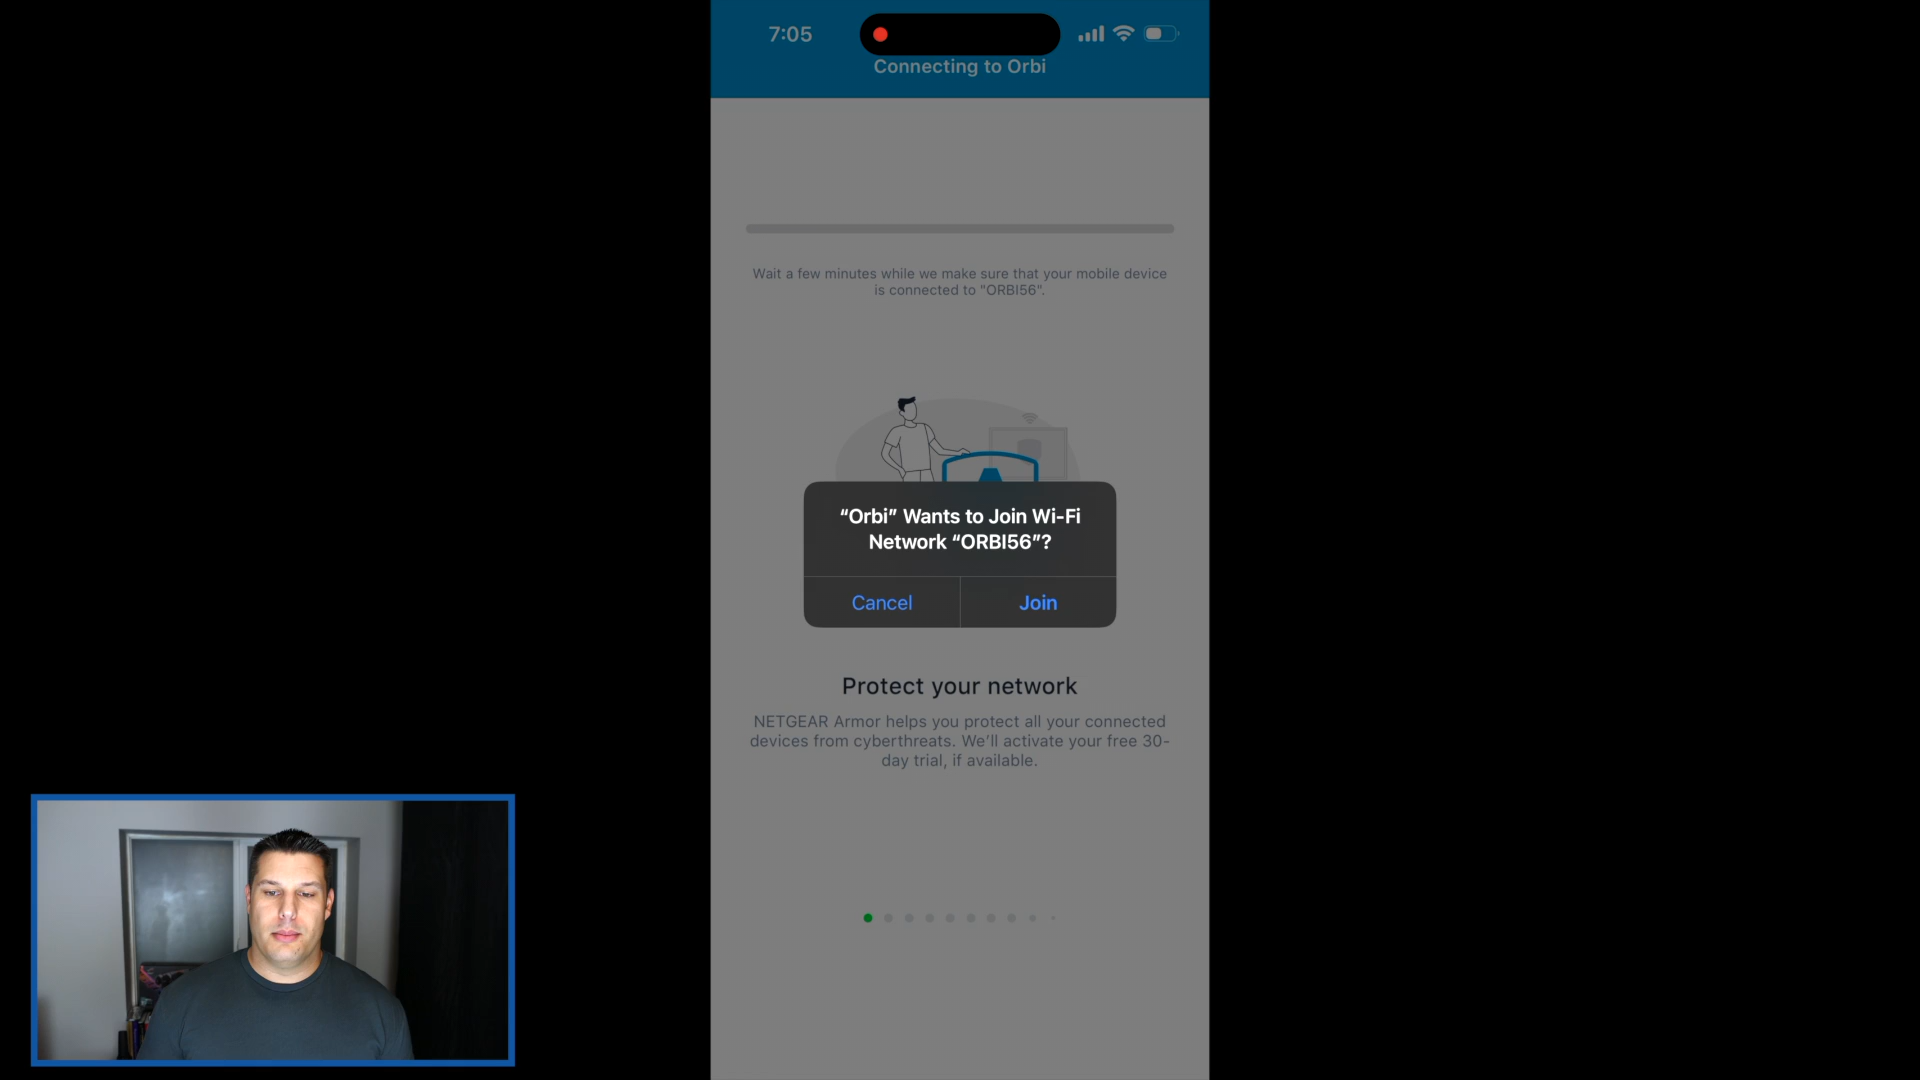 7:05
Connecting to Orbi
Wait a few minutes while we make sure that your mobile device
is connected to "ORBI56".
“Orbi” Wants to Join Wi-Fi
Network “ORBI56”?
Cancel
Join
Protect your network
NETGEAR Armor helps you protect all your connected
devices from cyberthreats. We’ll activate your free 30-
day trial, if available.